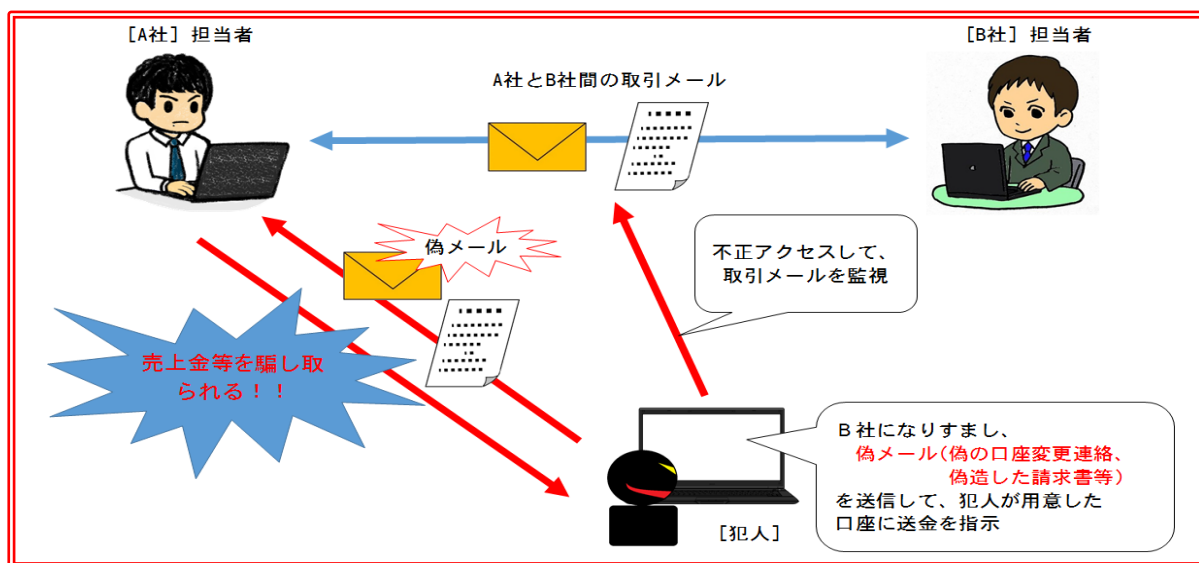 [A社] 担当者
[B社] 担当者
A社とB社間の取引メール
偽メール
不正アクセスして、
取引メールを監視
売上金等を騙し取
られる！！
Ｂ社になりすまし、
偽メール(偽の口座変更連絡、
偽造した請求書等)
を送信して、犯人が用意した
口座に送金を指示
[犯人]